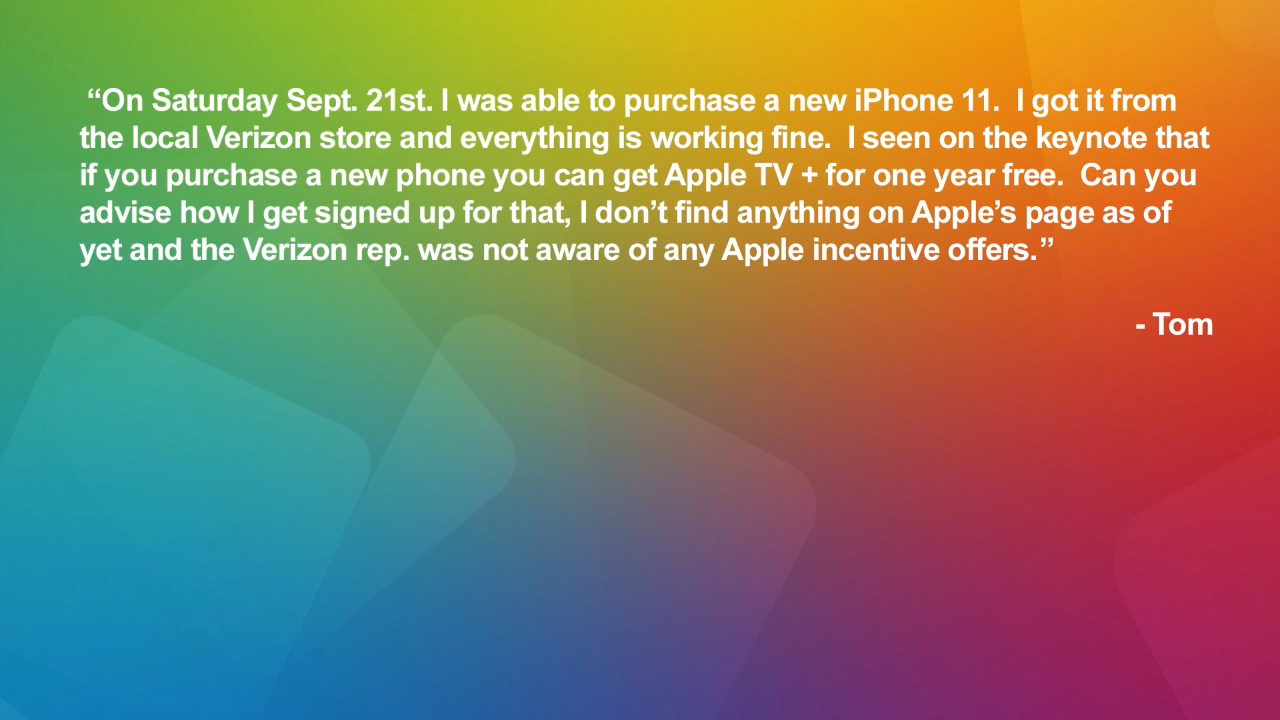 “On Saturday Sept. 21st. I was able to purchase a new iPhone 11.  I got it from
the local Verizon store and everything is working fine.  I seen on the keynote that
if you purchase a new phone you can get Apple TV + for one year free.  Can you
advise how I get signed up for that, I don’t find anything on Apple’s page as of
yet and the Verizon rep. was not aware of any Apple incentive offers.”
- Tom